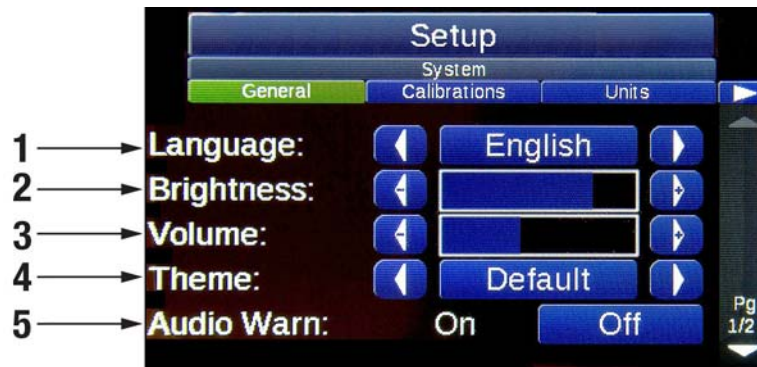 Setup
System
General Calibrations Units
1 Language: English
2 Brightness: - +
3 Volume: - +
4 Theme: Default
5 Audio Warn: On Off
Pg
1/2